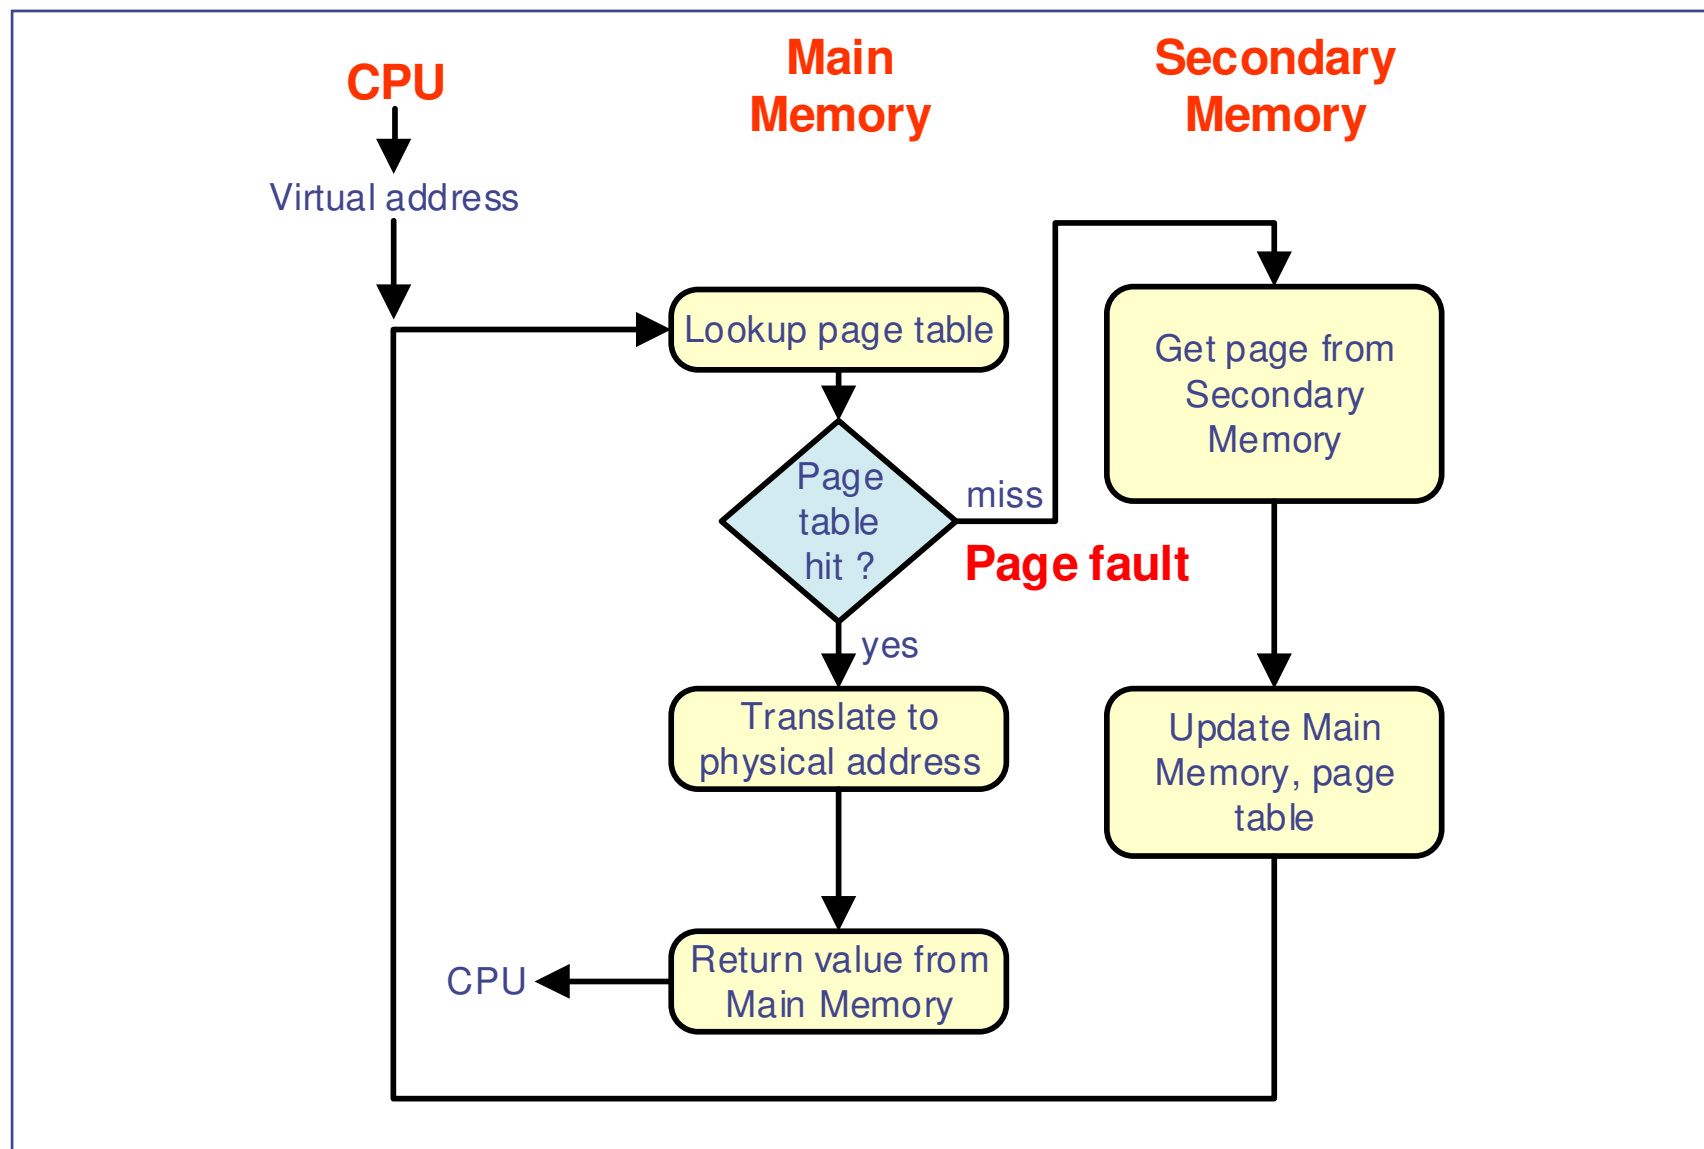 CPU
Main
Memory
Secondary
Memory
Virtual address
Lookup page table
Get page from
Secondary
Memory
Page
table
hit ?
miss
Page fault
yes
Translate to
physical address
Update Main
Memory, page
table
Return value from
Main Memory
CPU